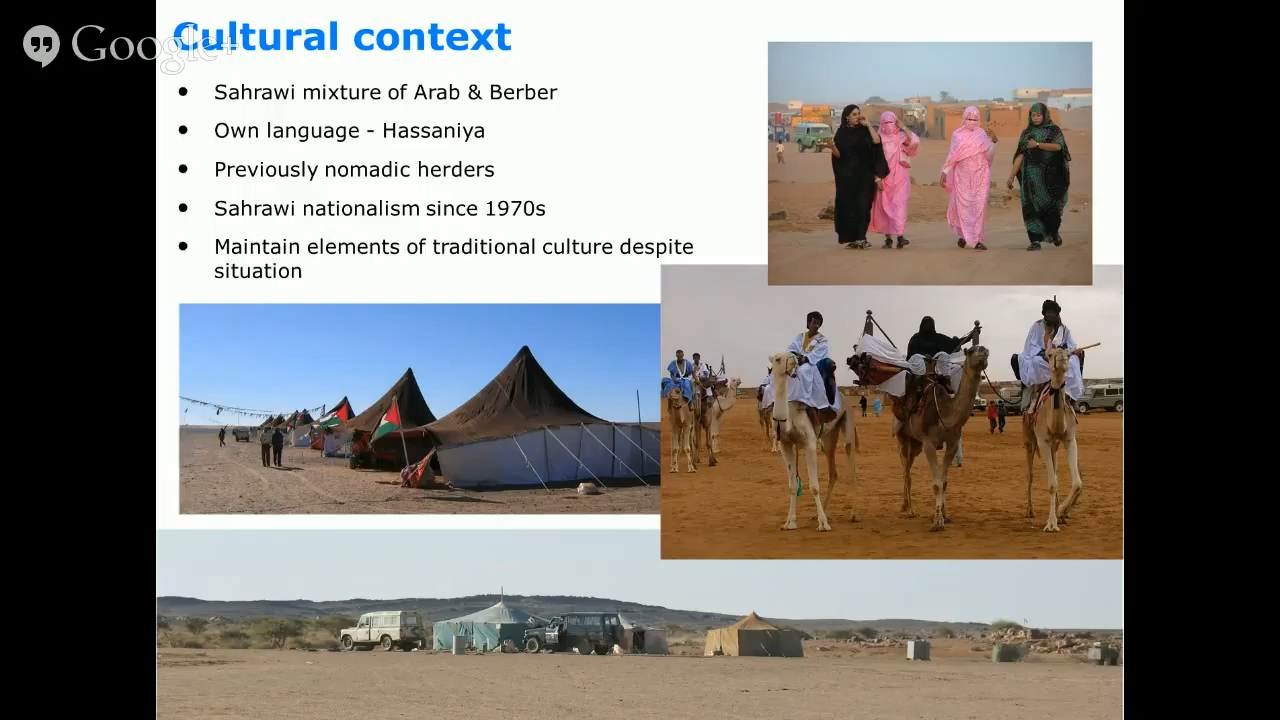 Google+
Cultural context
Sahrawi mixture of Arab & Berber
Own language - Hassaniya
Previously nomadic herders
Sahrawi nationalism since 1970s
Maintain elements of traditional culture despite
situation